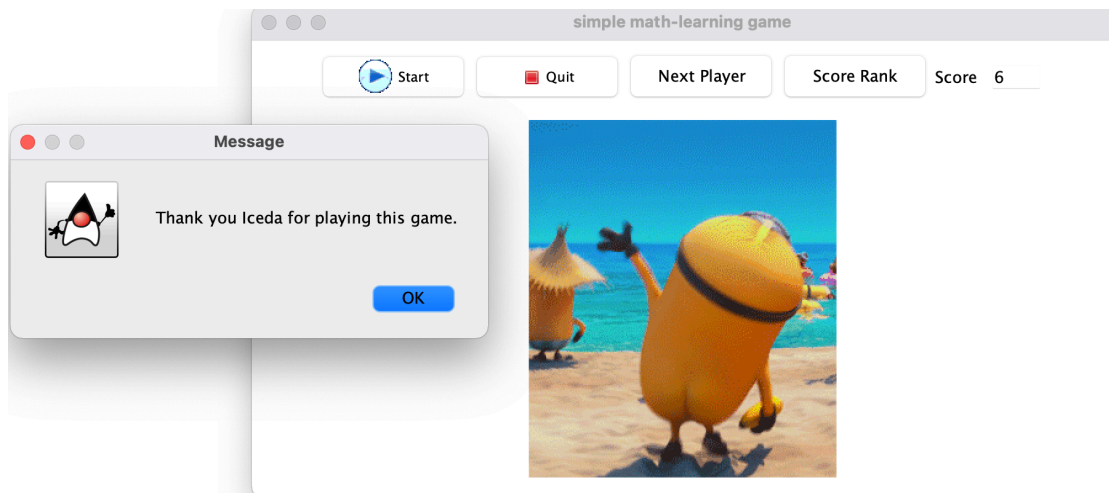 simple math-learning game
Start
Quit
Next Player
Score Rank
Score 6
Message
Thank you Iceda for playing this game.
OK